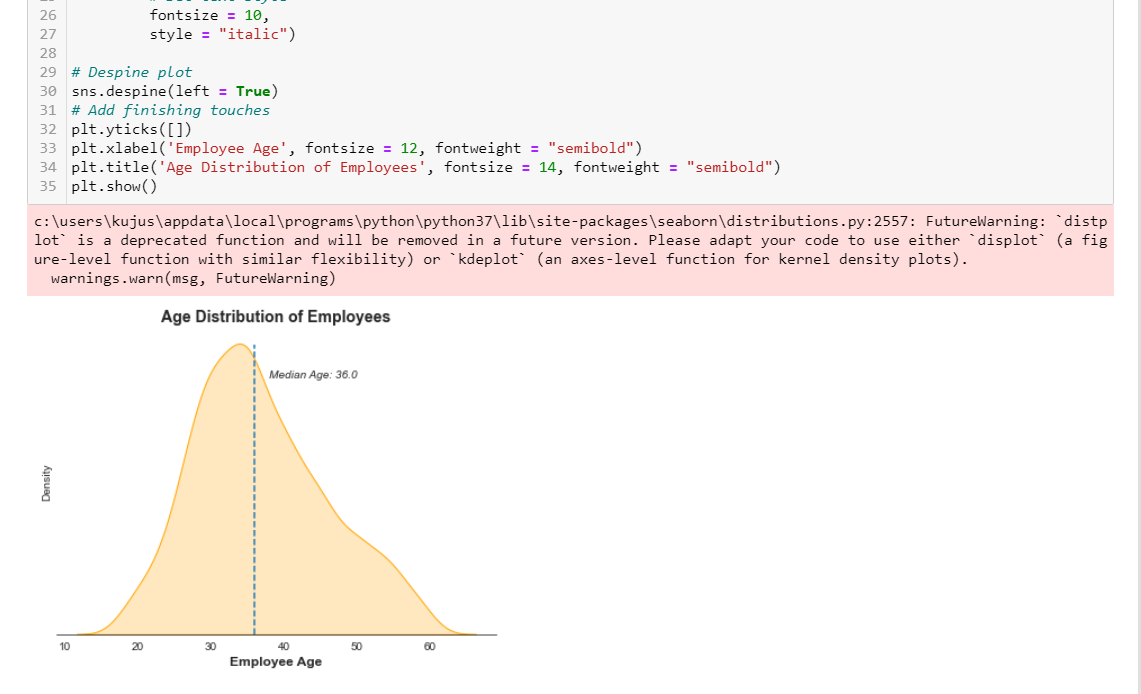 26 fontsize = 10,
27 style = "italic")
28
29 # Despine plot
30 sns.despine(left = True)
31 # Add finishing touches
32 plt.yticks([])
33 plt.xlabel('Employee Age', fontsize = 12, fontweight = "semibold")
34 plt.title('Age Distribution of Employees', fontsize = 14, fontweight = "semibold")
35 plt.show()
c:\users\kujus\appdata\local\programs\python\python37\lib\site-packages\seaborn\distributions.py:2557: FutureWarning: `distp
lot` is a deprecated function and will be removed in a future version. Please adapt your code to use either `displot` (a fig
ure-level function with similar flexibility) or `kdeplot` (an axes-level function for kernel density plots).
warnings.warn(msg, FutureWarning)
Age Distribution of Employees
Median Age: 36.0
Density
10 20 30 40 50 60
Employee Age